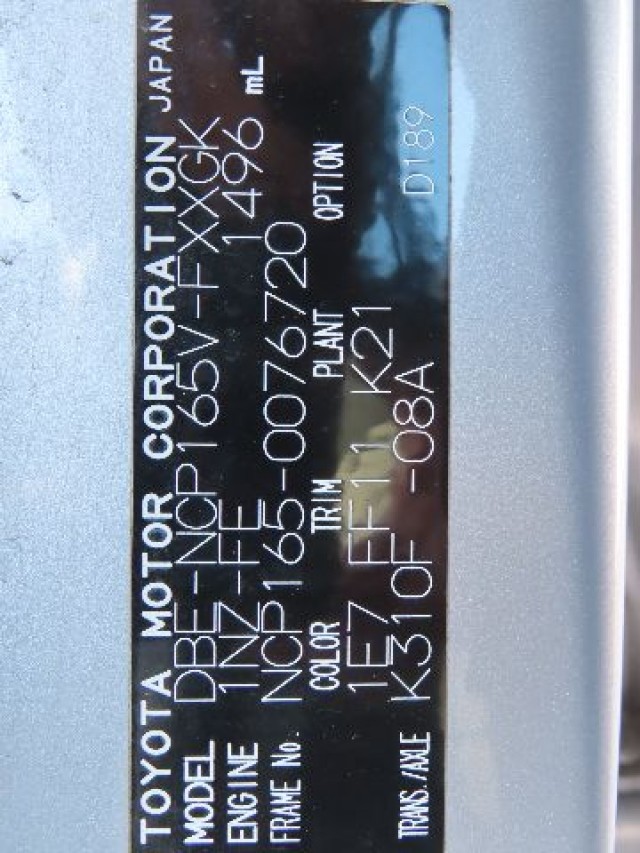 TOYOTA MOTOR CORPORATION JAPAN
MODEL DBE-NCP165V-FXXGK
ENGINE 1NZ-FE 1496 mL
FRAME No. NCP165-0076720
COLOR TRIM PLANT OPTION
1E7 FF11 K21
TRANS./AXLE K310F -08A D189